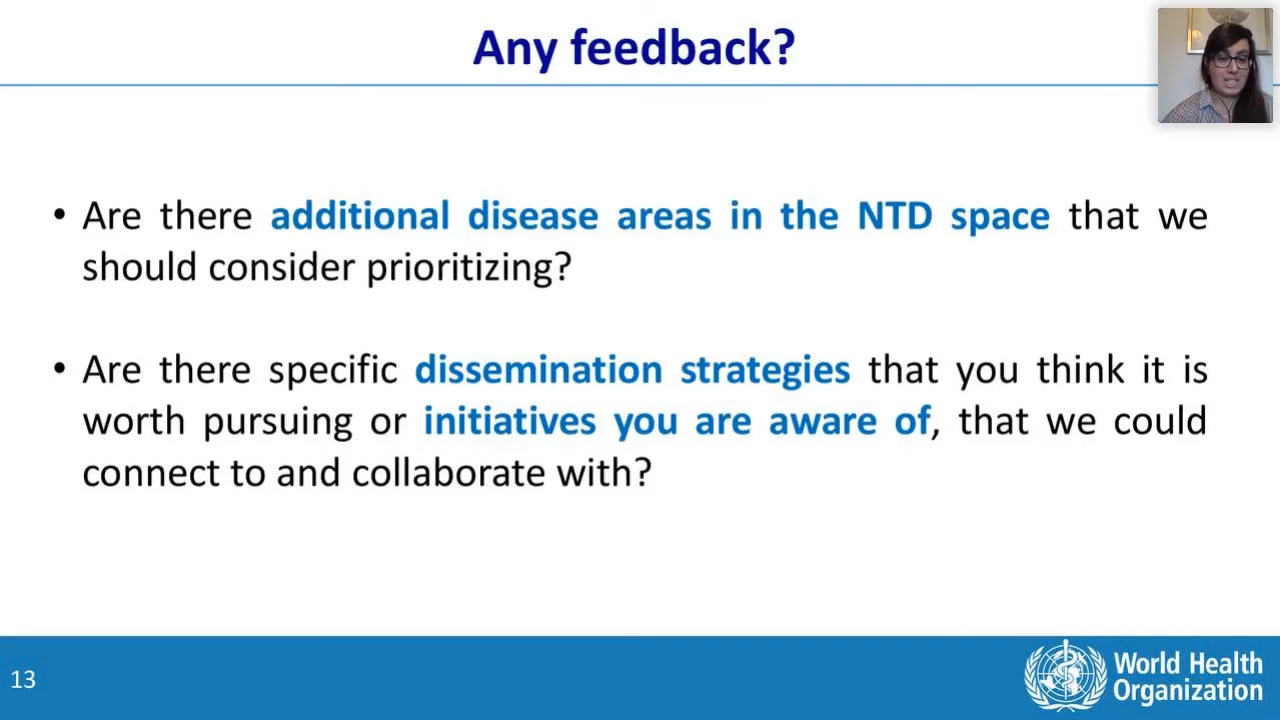 Any feedback?
• Are there additional disease areas in the NTD space that we
should consider prioritizing?
• Are there specific dissemination strategies that you think it is
worth pursuing or initiatives you are aware of, that we could
connect to and collaborate with?
13
World Health
Organization